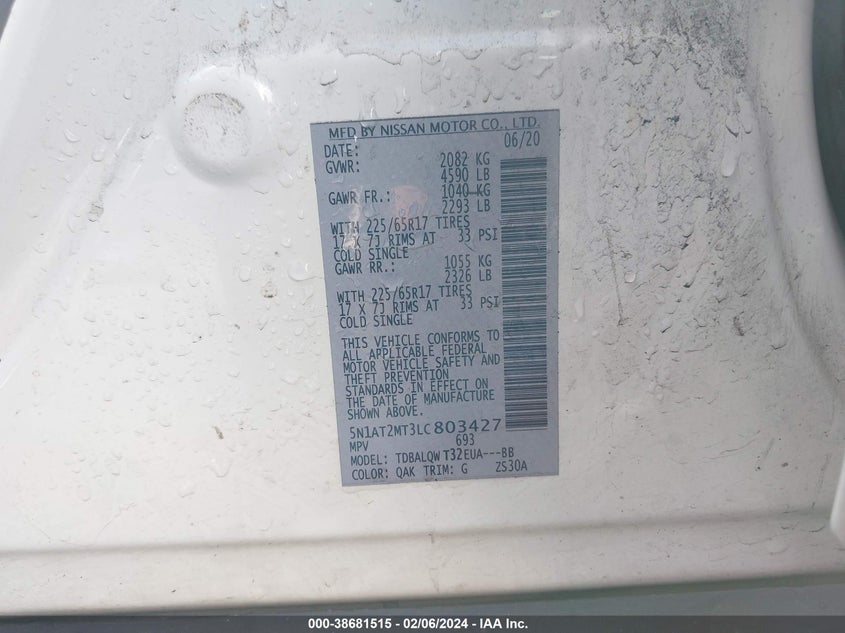 MFD BY NISSAN MOTOR CO., LTD.
DATE: 06/20
GVWR: 2082 KG
4590 LB
GAWR FR.: 1040 KG
2293 LB
WITH 225/65R17 TIRES
17 X 7J RIMS AT 33 PSI
COLD SINGLE
GAWR RR.: 1055 KG
2326 LB
WITH 225/65R17 TIRES
17 X 7J RIMS AT 33 PSI
COLD SINGLE
THIS VEHICLE CONFORMS TO
ALL APPLICABLE FEDERAL
MOTOR VEHICLE SAFETY AND
THEFT PREVENTION
STANDARDS IN EFFECT ON
THE DATE OF MANUFACTURE
SHOWN ABOVE.
5N1AT2MT3LC803427
MPV 693
MODEL: TDBALQW T32EUA---BB
COLOR: QAK TRIM: G ZS30A
000-38681515 - 02/06/2024 - IAA Inc.